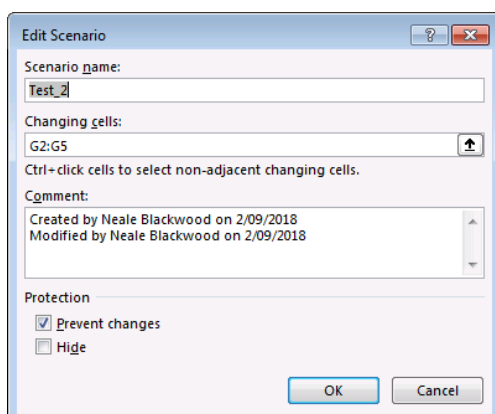 Edit Scenario
Scenario name:
Test_2
Changing cells:
G2:G5
Ctrl+click cells to select non-adjacent changing cells.
Comment:
Created by Neale Blackwood on 2/09/2018
Modified by Neale Blackwood on 2/09/2018
Protection
Prevent changes
Hide
OK Cancel